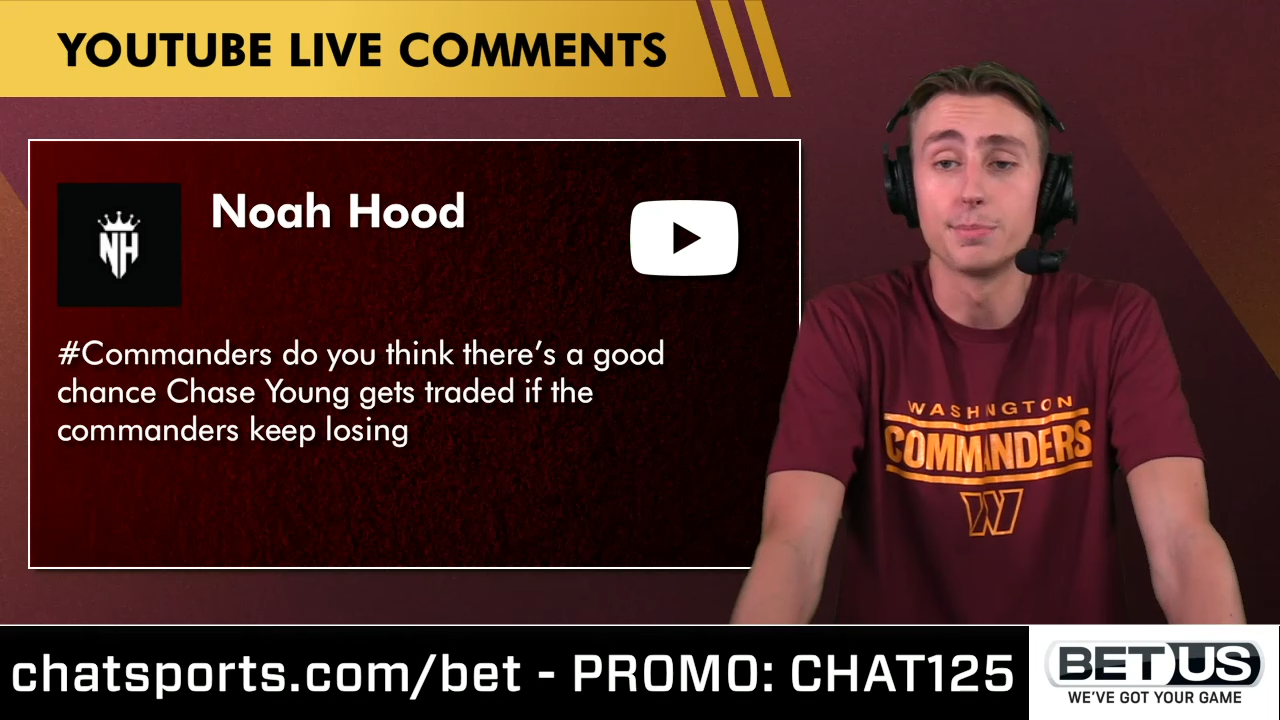 YOUTUBE LIVE COMMENTS
NH
Noah Hood
#Commanders do you think there's a good
chance Chase Young gets traded if the
commanders keep losing
WASHINGTON
COMMANDERS
W
chatsports.com/bet - PROMO: CHAT125
BETUS
WE'VE GOT YOUR GAME